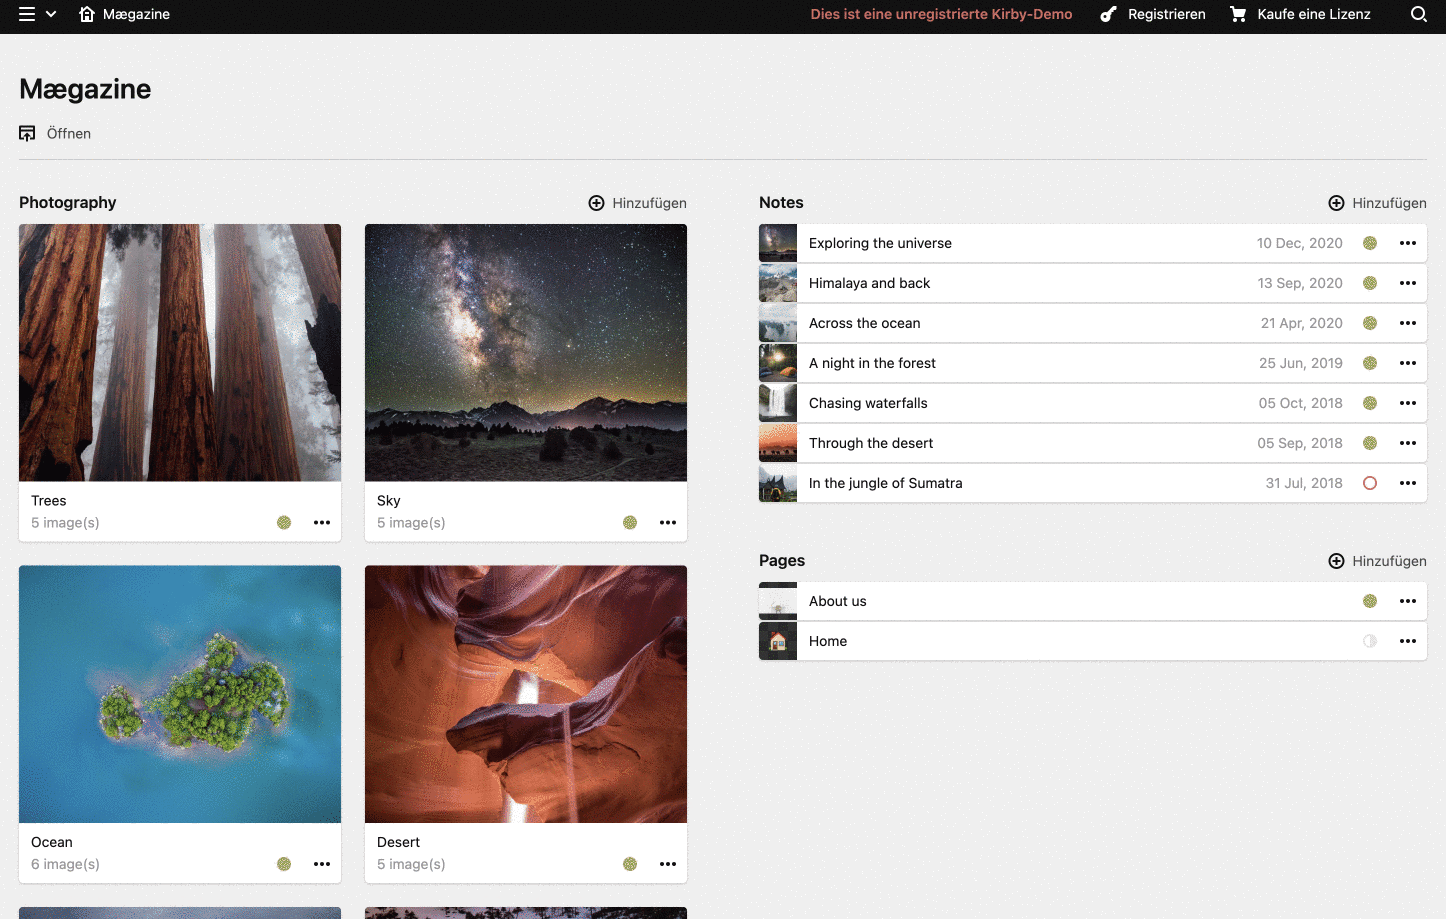 Mægazine
Dies ist eine unregistrierte Kirby-Demo
Registrieren
Kaufe eine Lizenz
Mægazine
Öffnen
Photography
Hinzufügen
Trees
5 image(s)
Sky
5 image(s)
Ocean
6 image(s)
Desert
5 image(s)
Notes
Hinzufügen
Exploring the universe 10 Dec, 2020
Himalaya and back 13 Sep, 2020
Across the ocean 21 Apr, 2020
A night in the forest 25 Jun, 2019
Chasing waterfalls 05 Oct, 2018
Through the desert 05 Sep, 2018
In the jungle of Sumatra 31 Jul, 2018
Pages
Hinzufügen
About us
Home